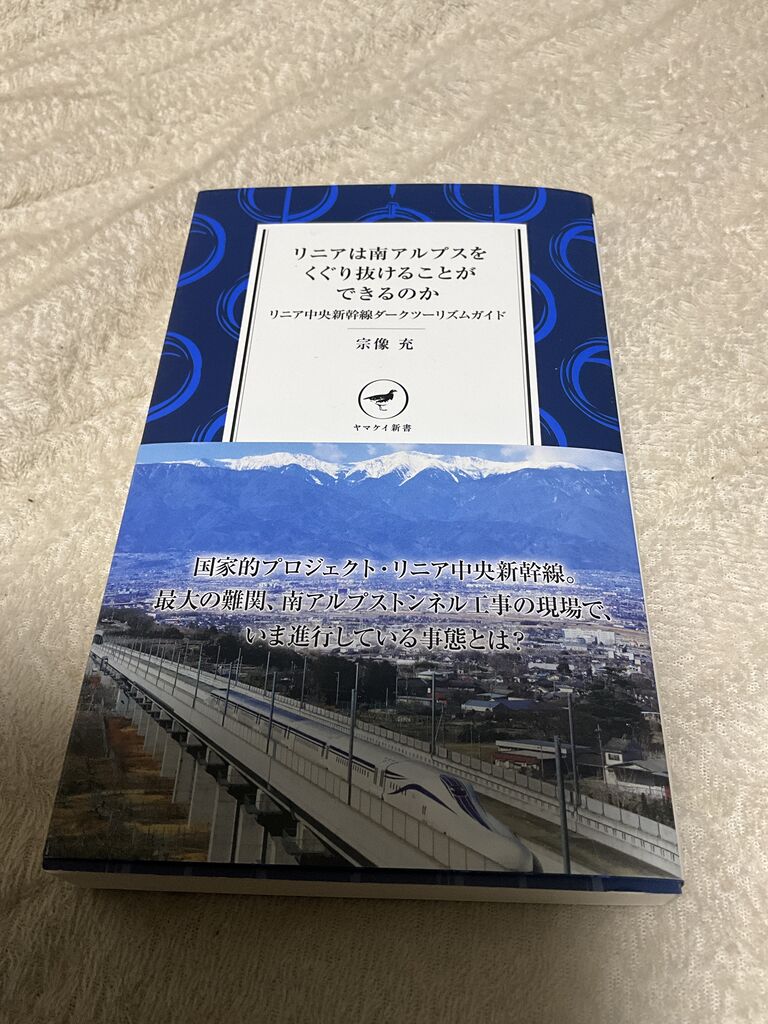 リニアは南アルプスを
くぐり抜けることが
できるのか
リニア中央新幹線ダークツーリズムガイド
宗像 充
ヤマケイ新書
国家的プロジェクト・リニア中央新幹線。
最大の難関、南アルプストンネル工事の現場で、
いま進行している事態とは?